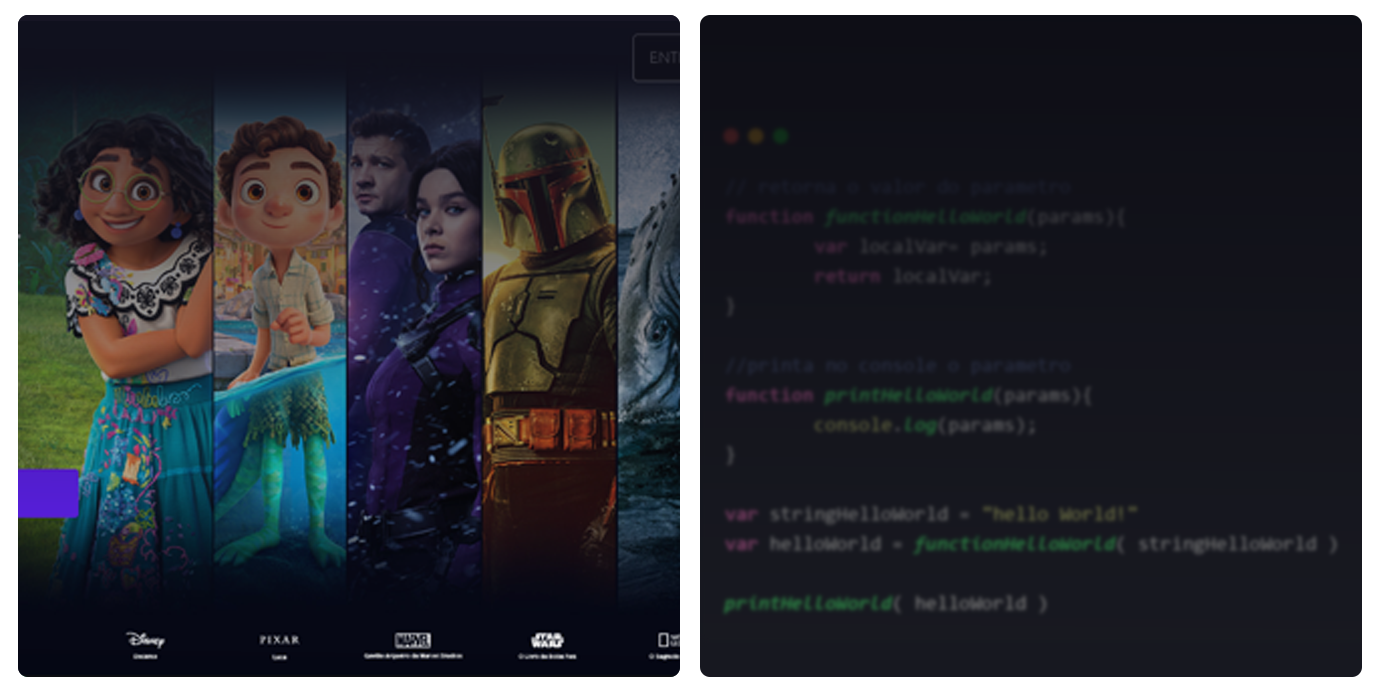 ENT
Disney
PIXAR
MARVEL
STAR WARS
Encanto
Luca
Gavião Arqueiro da Marvel Studios
O Livro de Boba Fett
// retorna o valor do parametro
function functionHelloWorld(params){
var localVar= params;
return localVar;
}
//printa no console o parametro
function printHelloWorld(params){
console.log(params);
}
var stringHelloWorld = "hello World!"
var helloWorld = functionHelloWorld( stringHelloWorld )
printHelloWorld( helloWorld )